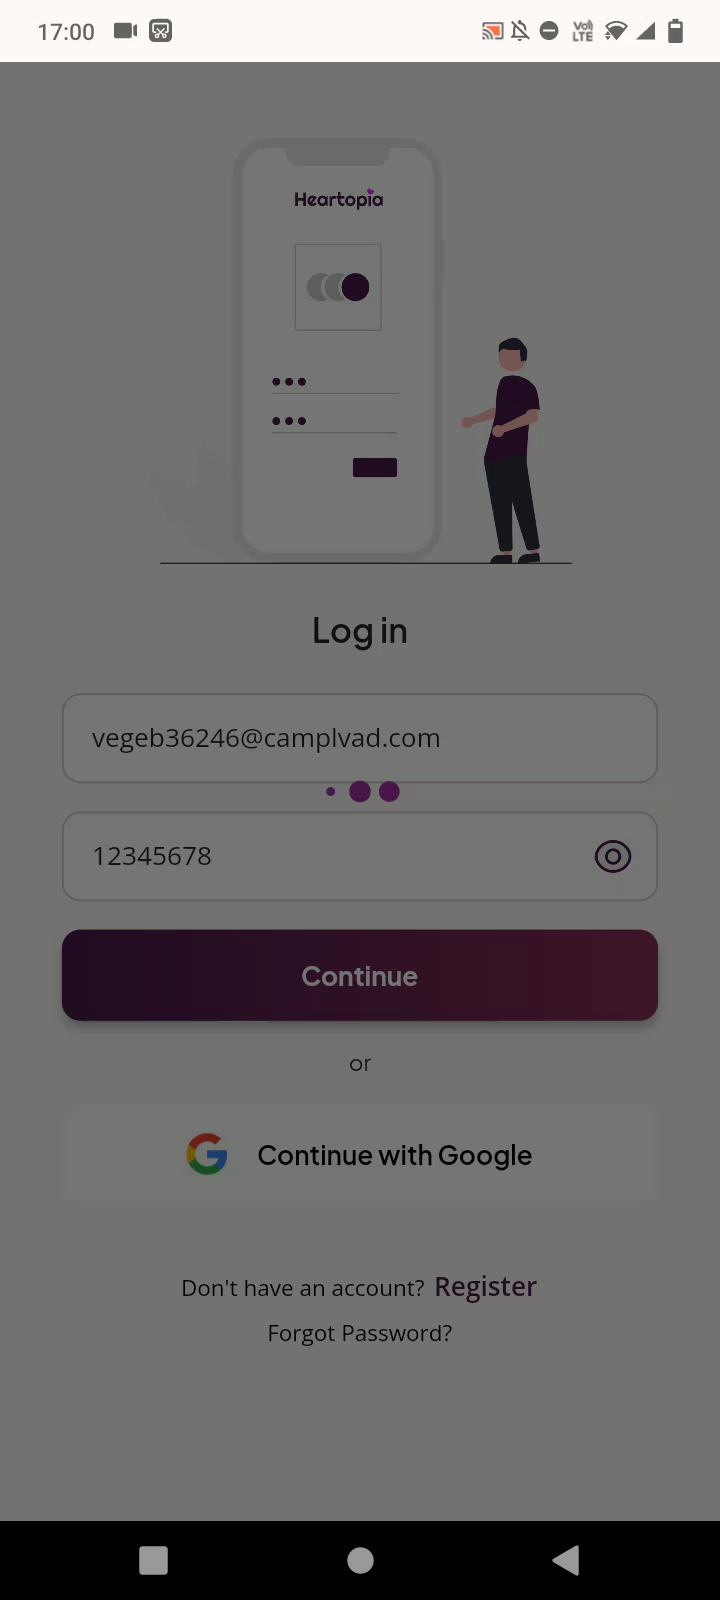 17:00
Vo) LTE
Heartopia
Log in
vegeb36246@camplvad.com
12345678
Continue
or
Continue with Google
Don't have an account? Register
Forgot Password?